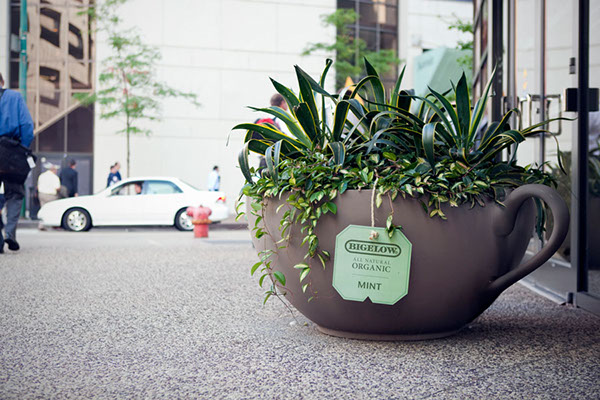 BIGELOW
ALL NATURAL
ORGANIC
MINT